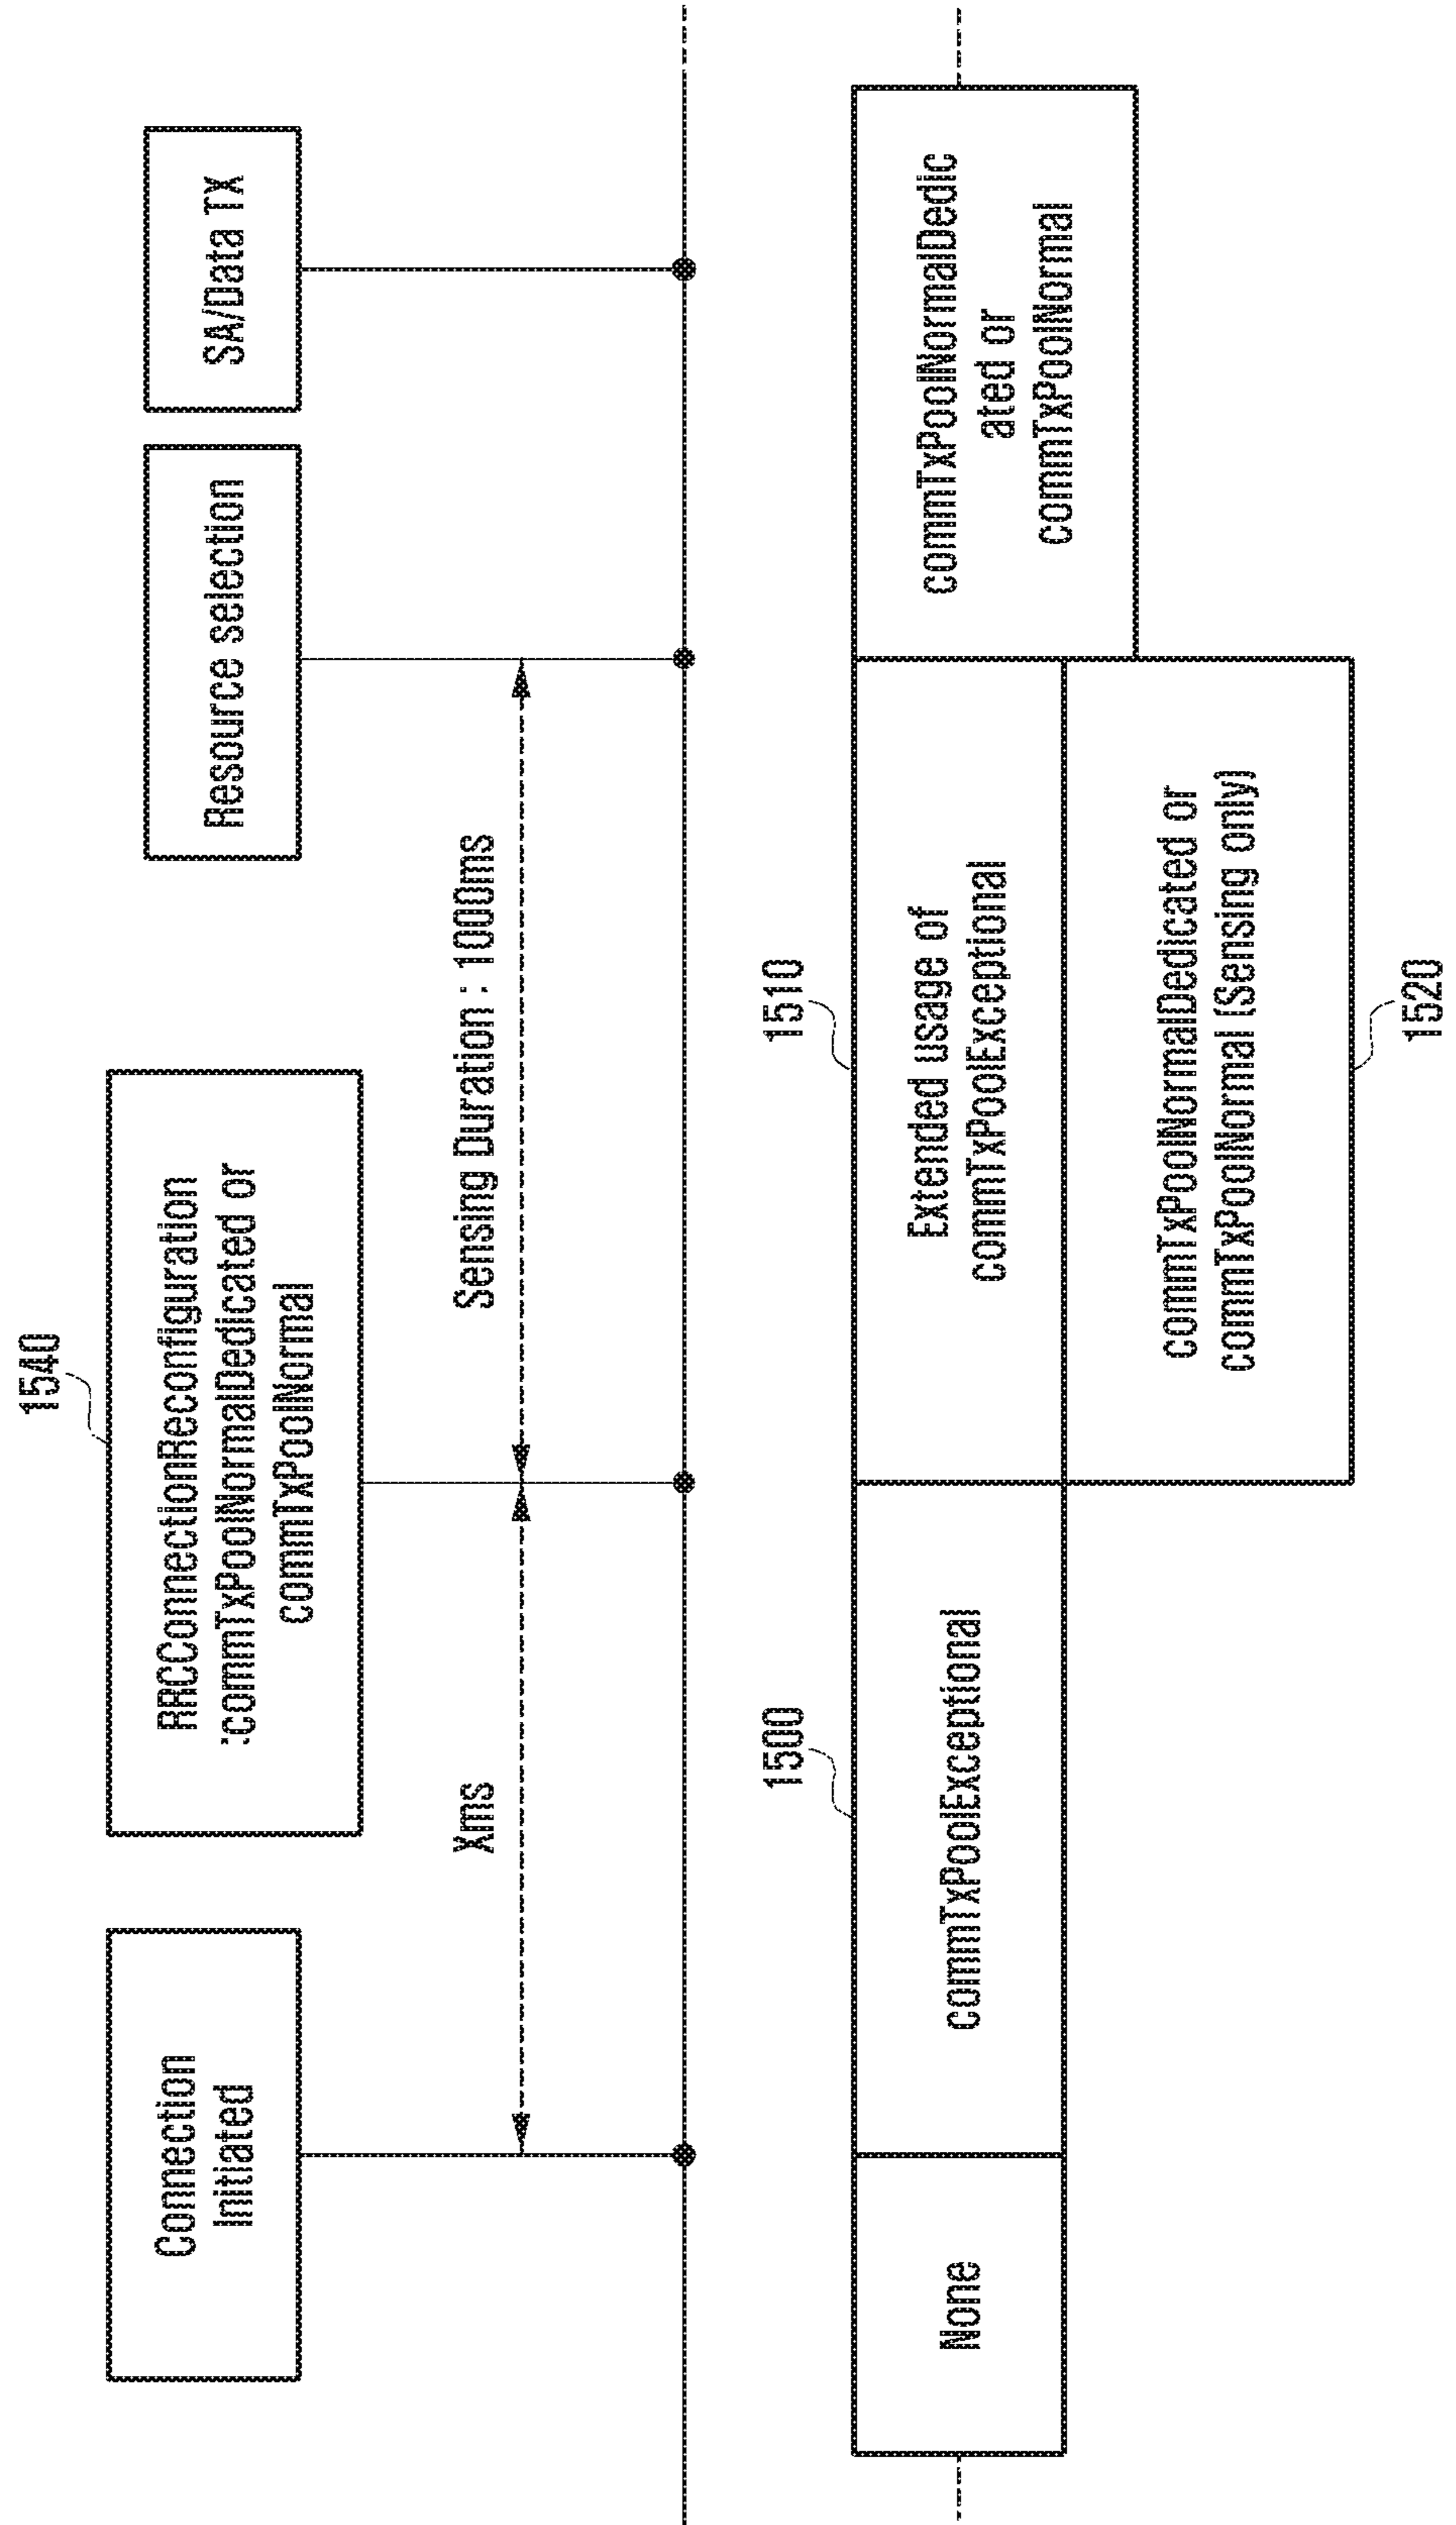 Connection
Initiated
1540
RRCConnectionReconfiguration
:commTxPoolNormalDedicated or
commTxPoolNormal
Resource selection
SA/Data TX
Xms
Sensing Duration : 1000ms
1500
1510
None
commTxPoolExceptional
Extended usage of
commTxPoolExceptional
commTxPoolNormalDedic
ated or
commTxPoolNormal
commTxPoolNormalDedicated or
commTxPoolNormal (Sensing only)
1520